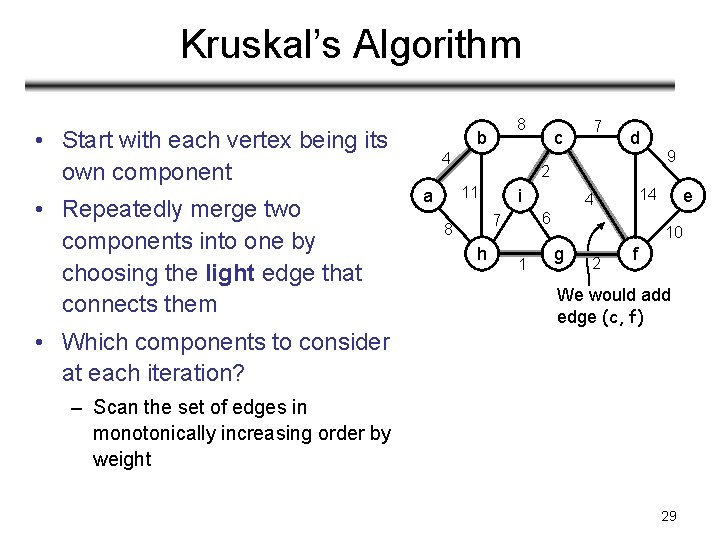 Kruskal's Algorithm
• Start with each vertex being its
own component
• Repeatedly merge two
components into one by
choosing the light edge that
connects them
• Which components to consider
at each iteration?
– Scan the set of edges in
monotonically increasing order by
weight
8 7
b c d
4 9
2
a 11 i 4 14 e
8 7 6 10
h g f
1 2
We would add
edge (c, f)
29